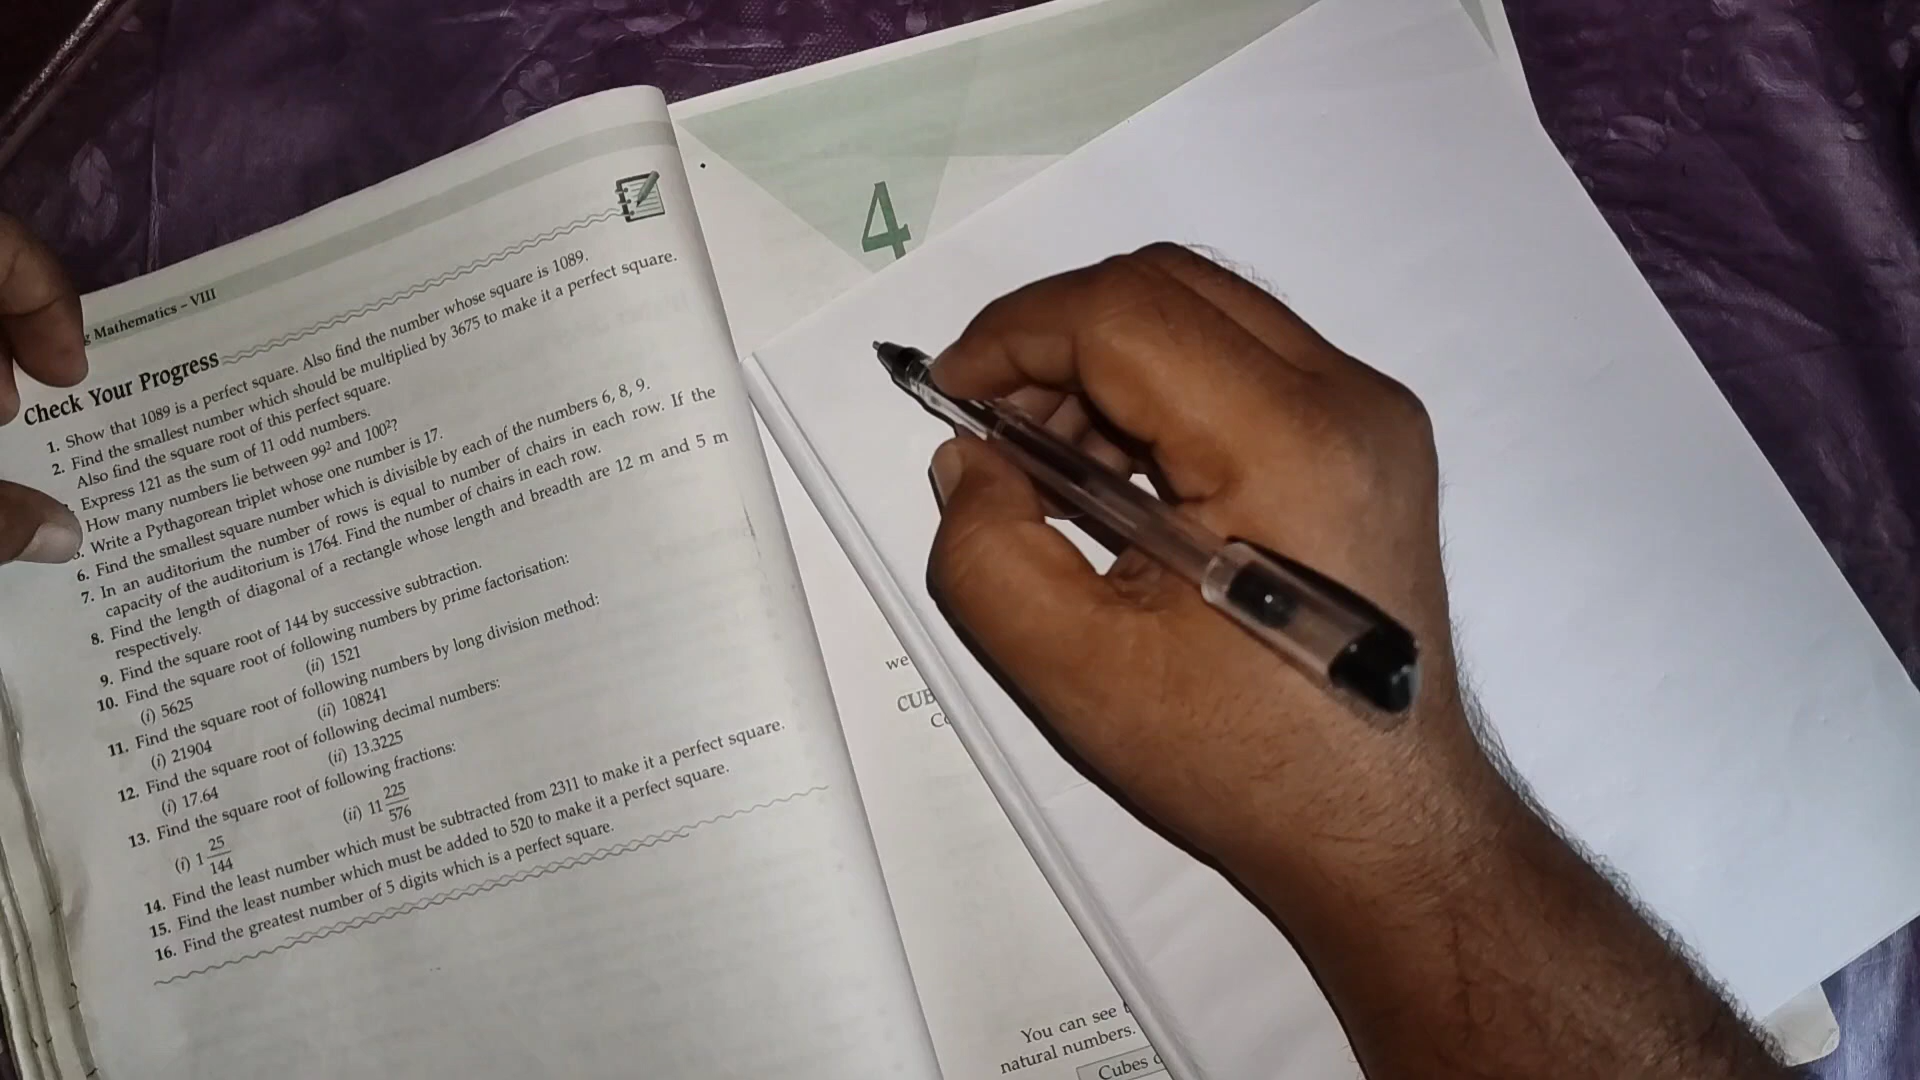 g Mathematics – VIII
Check Your Progress
1. Show that 1089 is a perfect square. Also find the number whose square is 1089.
2. Find the smallest number which should be multiplied by 3675 to make it a perfect square.
Also find the square root of this perfect square.
Express 121 as the sum of 11 odd numbers.
How many numbers lie between 99² and 100²?
5. Write a Pythagorean triplet whose one number is 17.
6. Find the smallest square number which is divisible by each of the numbers 6, 8, 9.
7. In an auditorium the number of rows is equal to number of chairs in each row. If the
capacity of the auditorium is 1764. Find the number of chairs in each row.
8. Find the length of diagonal of a rectangle whose length and breadth are 12 m and 5 m
respectively.
9. Find the square root of 144 by successive subtraction.
10. Find the square root of following numbers by prime factorisation:
(i) 5625 (ii) 1521
11. Find the square root of following numbers by long division method:
(i) 21904 (ii) 108241
12. Find the square root of following decimal numbers:
(i) 17.64 (ii) 13.3225
13. Find the square root of following fractions:
(i) 1 25/144 (ii) 11 225/576
14. Find the least number which must be subtracted from 2311 to make it a perfect square.
15. Find the least number which must be added to 520 to make it a perfect square.
16. Find the greatest number of 5 digits which is a perfect square.
4
we
CUB
Co
You can see
natural numbers.
Cubes